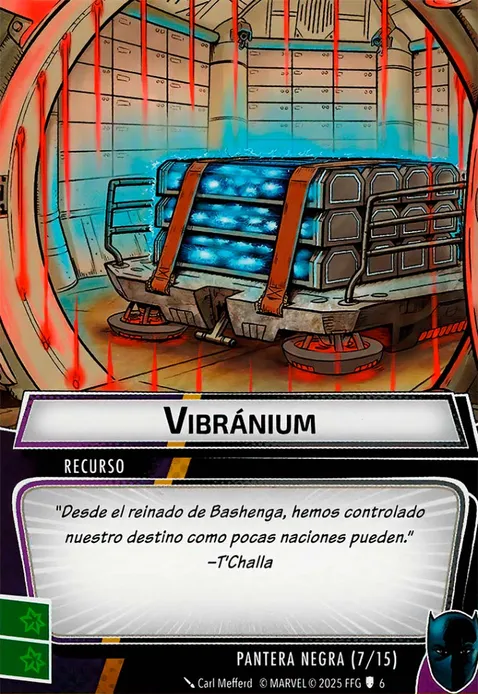 VIBRÁNIUM
RECURSO
"Desde el reinado de Bashenga, hemos controlado
nuestro destino como pocas naciones pueden."
–T'Challa
PANTERA NEGRA (7/15)
Carl Mefferd © MARVEL © 2025 FFG 6